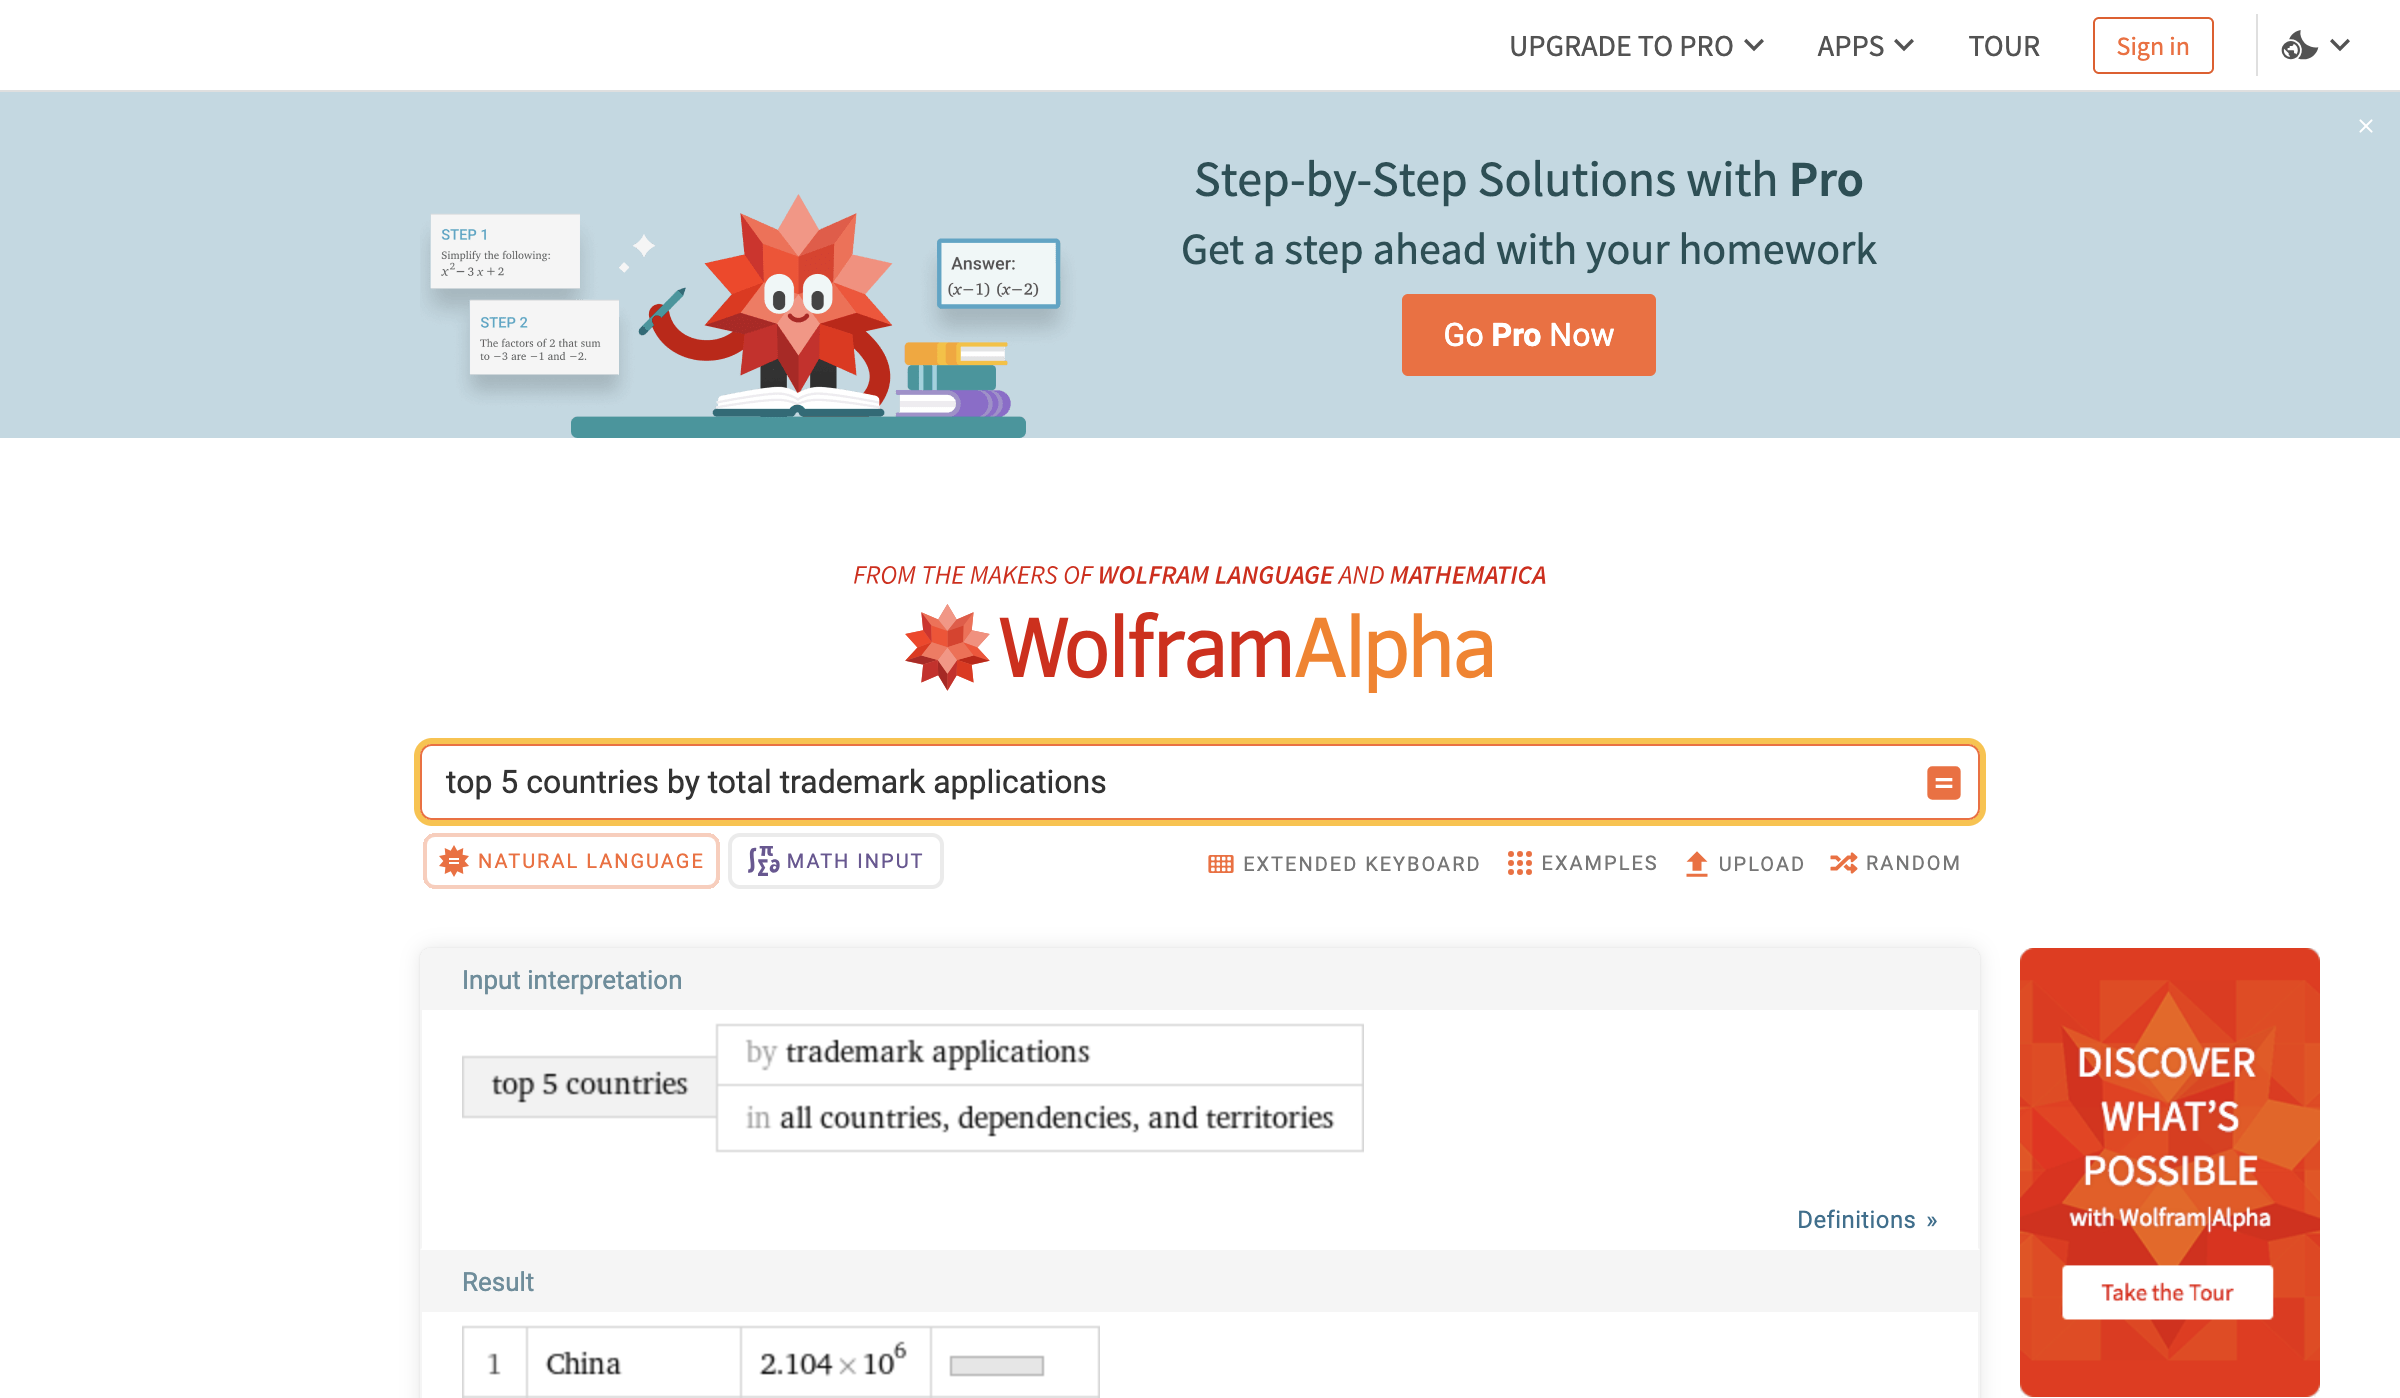 UPGRADE TO PRO
APPS
TOUR
Sign in
Step-by-Step Solutions with Pro
Get a step ahead with your homework
Go Pro Now
STEP 1
Simplify the following:
x² − 3 x + 2
STEP 2
The factors of 2 that sum
to −3 are −1 and −2.
Answer:
(x−1) (x−2)
FROM THE MAKERS OF WOLFRAM LANGUAGE AND MATHEMATICA
WolframAlpha
top 5 countries by total trademark applications
NATURAL LANGUAGE
MATH INPUT
EXTENDED KEYBOARD
EXAMPLES
UPLOAD
RANDOM
Input interpretation
top 5 countries
by trademark applications
in all countries, dependencies, and territories
Definitions »
Result
1 China 2.104 × 10⁶
DISCOVER
WHAT'S
POSSIBLE
with Wolfram|Alpha
Take the Tour